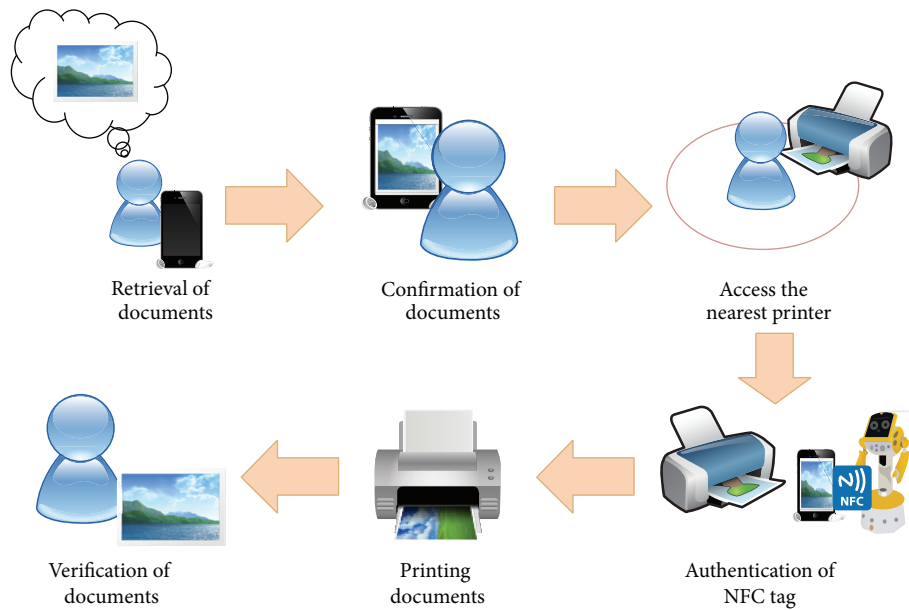 Retrieval of
documents
Confirmation of
documents
Access the
nearest printer
NFC
Authentication of
NFC tag
Printing
documents
Verification of
documents